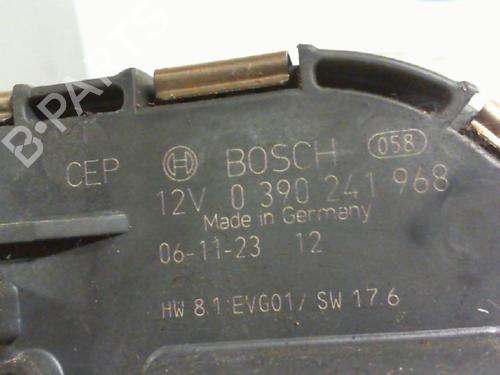 B-PARTS
CEP BOSCH 058
12V 0 390 241 968
Made in Germany
06-11-23 12
HW 8.1 EVG01/ SW 17.6